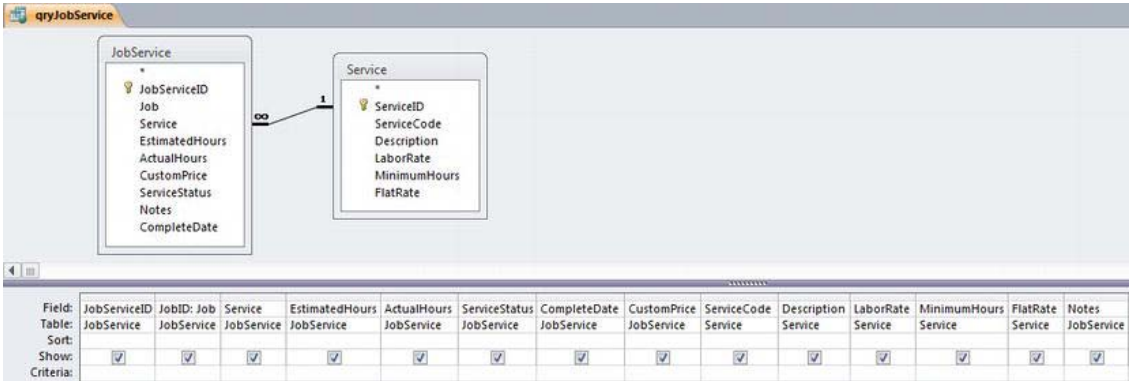 qryJobService
JobService
*
JobServiceID
Job
Service
EstimatedHours
ActualHours
CustomPrice
ServiceStatus
Notes
CompleteDate
∞
1
Service
*
ServiceID
ServiceCode
Description
LaborRate
MinimumHours
FlatRate
Field: JobServiceID JobID: Job Service EstimatedHours ActualHours ServiceStatus CompleteDate CustomPrice ServiceCode Description LaborRate MinimumHours FlatRate Notes
Table: JobService JobService JobService JobService JobService JobService JobService JobService Service Service Service Service Service JobService
Sort:
Show:
Criteria: